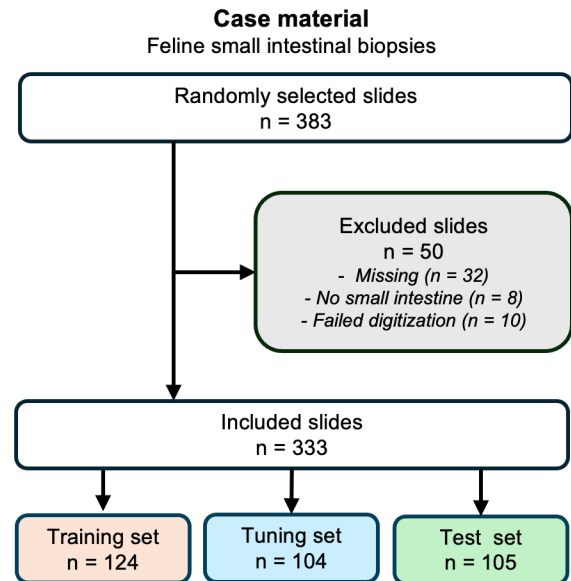 Case material
Feline small intestinal biopsies
Randomly selected slides
n = 383
Excluded slides
n = 50
- Missing (n = 32)
- No small intestine (n = 8)
- Failed digitization (n = 10)
Included slides
n = 333
Training set
n = 124
Tuning set
n = 104
Test set
n = 105